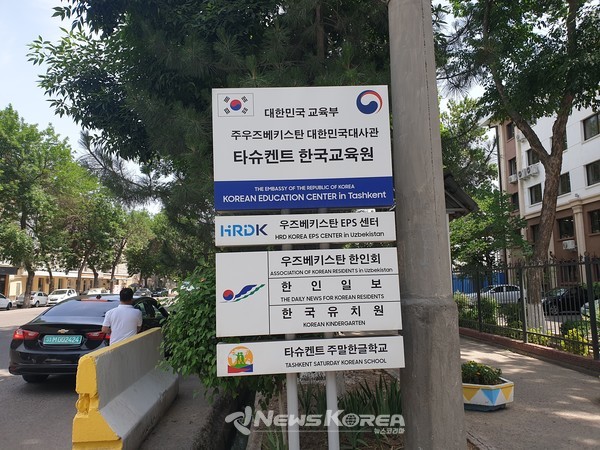 대한민국 교육부
주우즈베키스탄 대한민국대사관
타슈켄트 한국교육원
THE EMBASSY OF THE REPUBLIC OF KOREA
KOREAN EDUCATION CENTER in Tashkent
HRDK 우즈베키스탄 EPS 센터
HRD KOREA EPS CENTER in Uzbekistan
우즈베키스탄 한인회
ASSOCIATION OF KOREAN RESIDENTS in Uzbekistan
한인일보
THE DAILY NEWS FOR KOREAN RESIDENTS
한국유치원
KOREAN KINDERGARTEN
타슈켄트 주말한글학교
TASHKENT SATURDAY KOREAN SCHOOL
NEWSKOREA
뉴스코리아